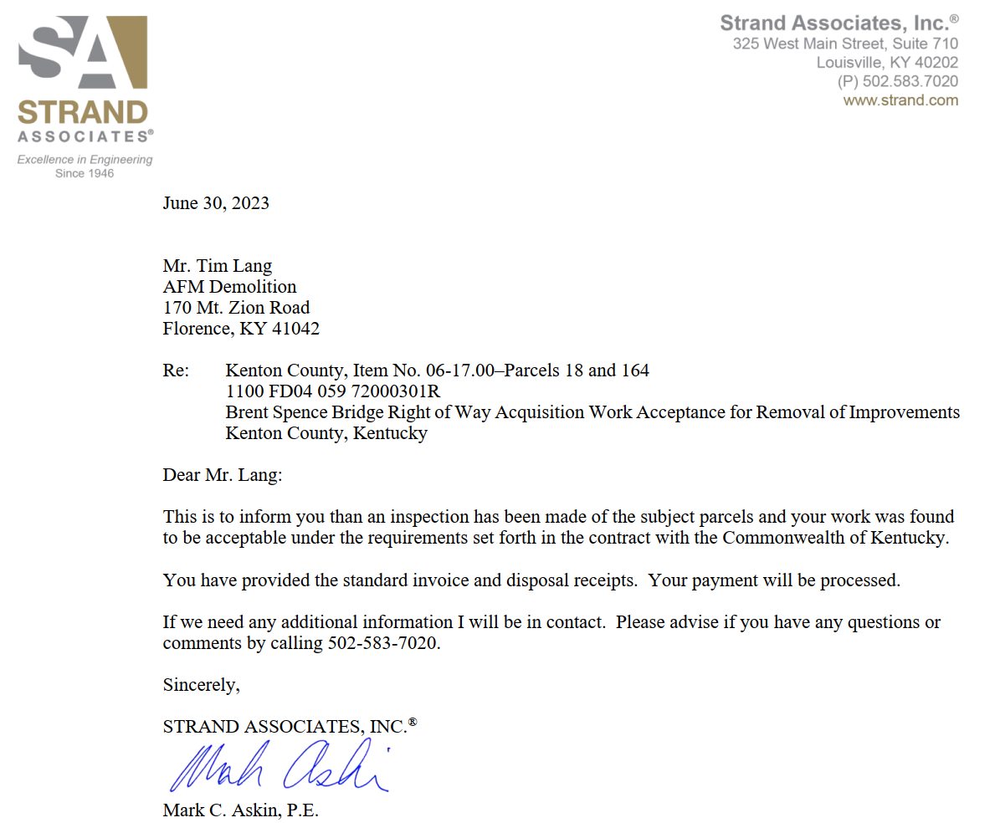 SA
STRAND
ASSOCIATES®
Excellence in Engineering
Since 1946
Strand Associates, Inc.®
325 West Main Street, Suite 710
Louisville, KY 40202
(P) 502.583.7020
www.strand.com
June 30, 2023
Mr. Tim Lang
AFM Demolition
170 Mt. Zion Road
Florence, KY 41042
Re: Kenton County, Item No. 06-17.00–Parcels 18 and 164
1100 FD04 059 72000301R
Brent Spence Bridge Right of Way Acquisition Work Acceptance for Removal of Improvements
Kenton County, Kentucky
Dear Mr. Lang:
This is to inform you than an inspection has been made of the subject parcels and your work was found
to be acceptable under the requirements set forth in the contract with the Commonwealth of Kentucky.
You have provided the standard invoice and disposal receipts.  Your payment will be processed.
If we need any additional information I will be in contact.  Please advise if you have any questions or
comments by calling 502-583-7020.
Sincerely,
STRAND ASSOCIATES, INC.®
Mark Askin
Mark C. Askin, P.E.